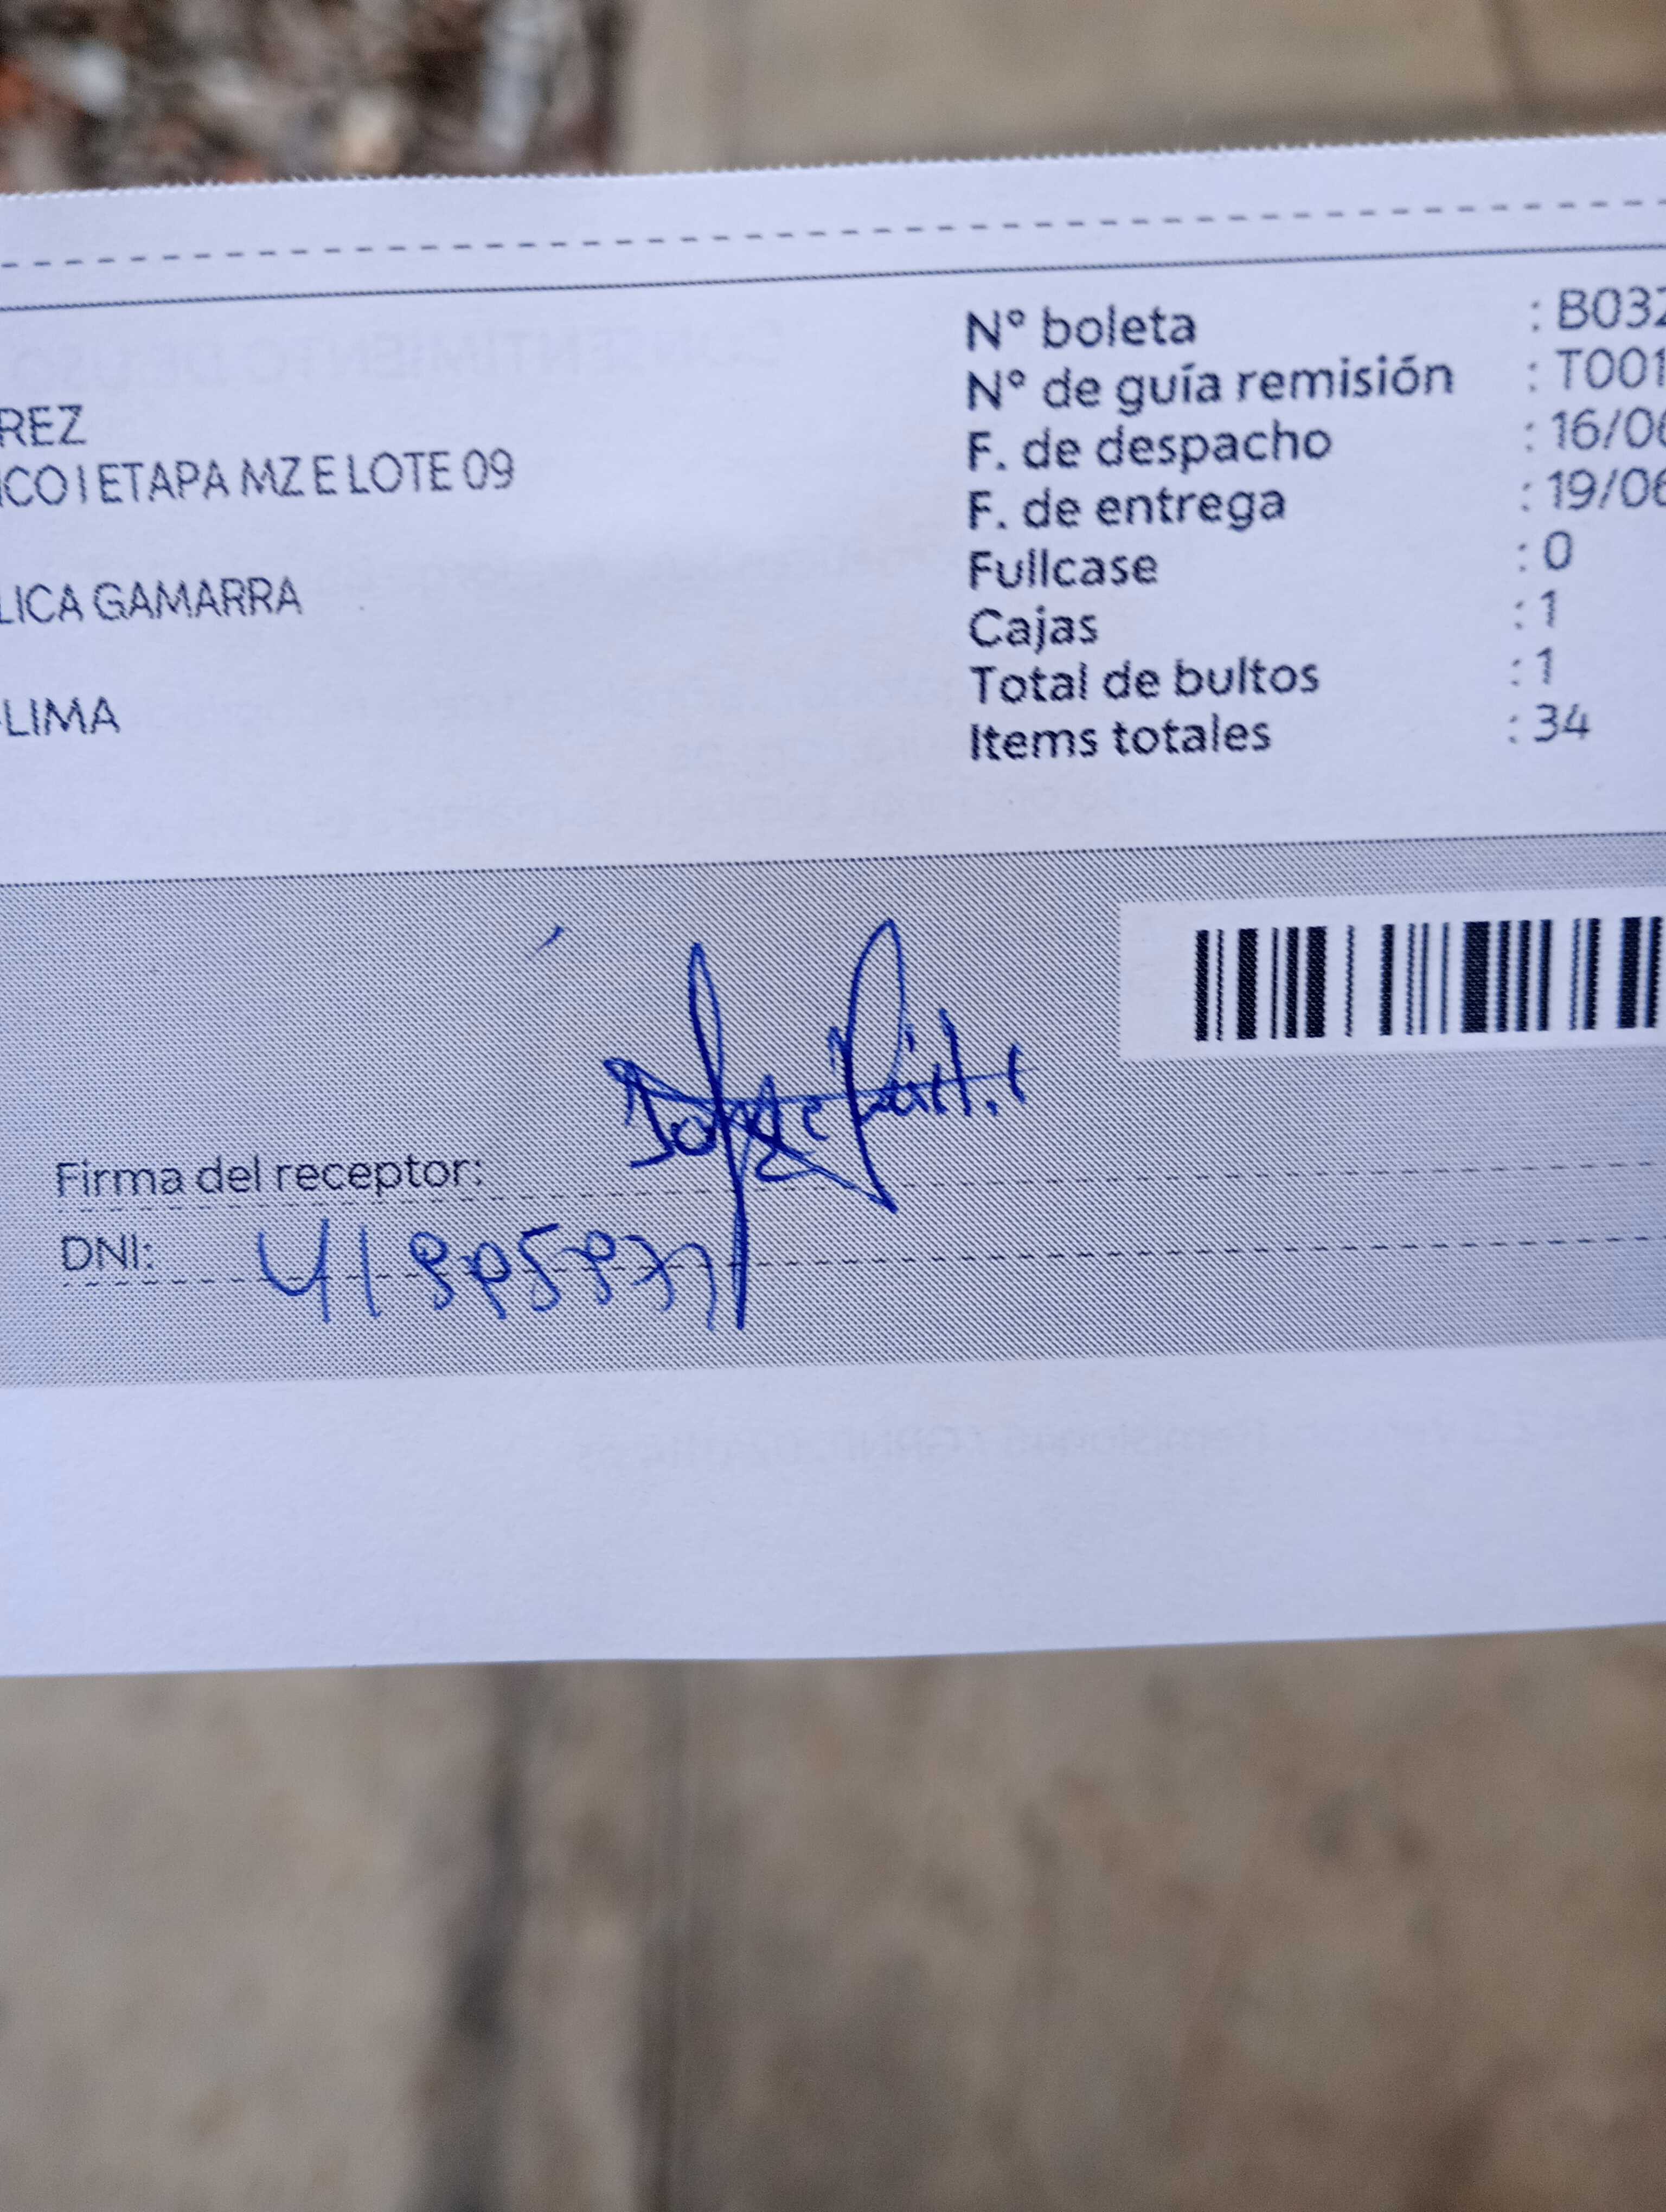 N° boleta : B03
N° de guía remisión : T001
REZ
F. de despacho : 16/06
CO I ETAPA MZ E LOTE 09
F. de entrega : 19/06
Fullcase : 0
LICA GAMARRA
Cajas : 1
Total de bultos : 1
-LIMA
Items totales : 34
Firma del receptor:
DNI: